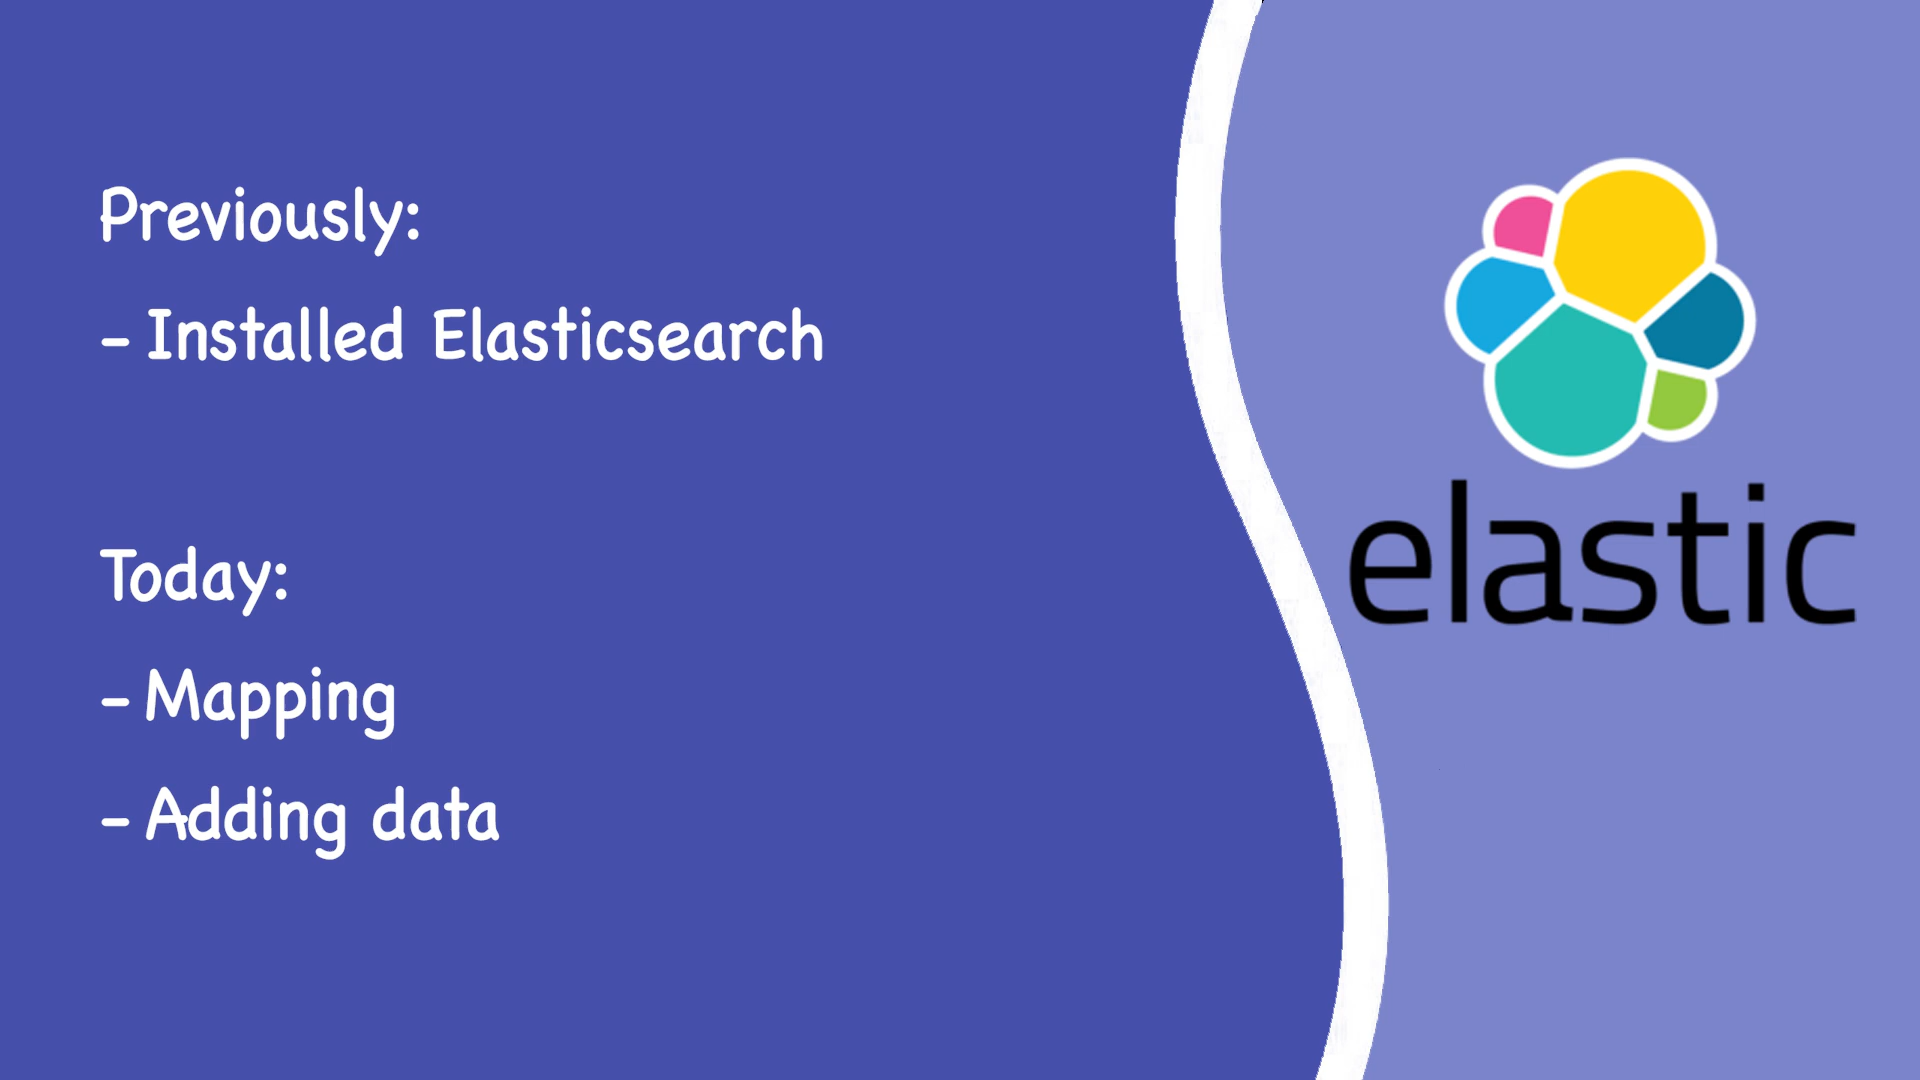 Previously:
- Installed Elasticsearch
Today:
- Mapping
- Adding data
elastic